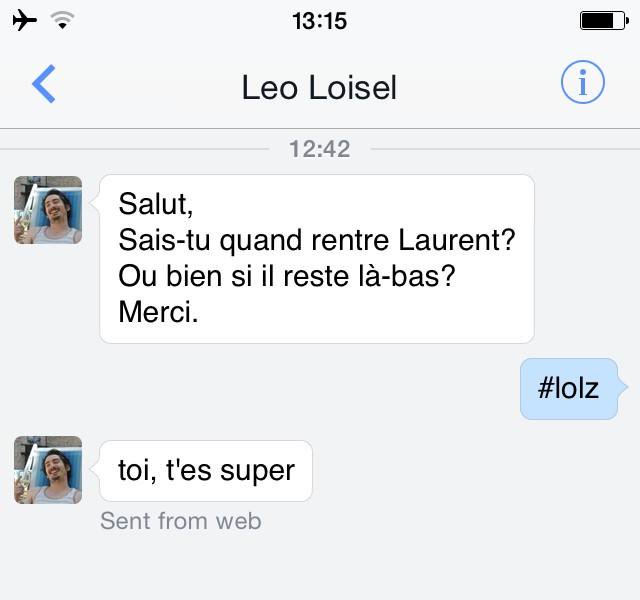 13:15
Leo Loisel
12:42
Salut,
Sais-tu quand rentre Laurent?
Ou bien si il reste là-bas?
Merci.
#lolz
toi, t'es super
Sent from web